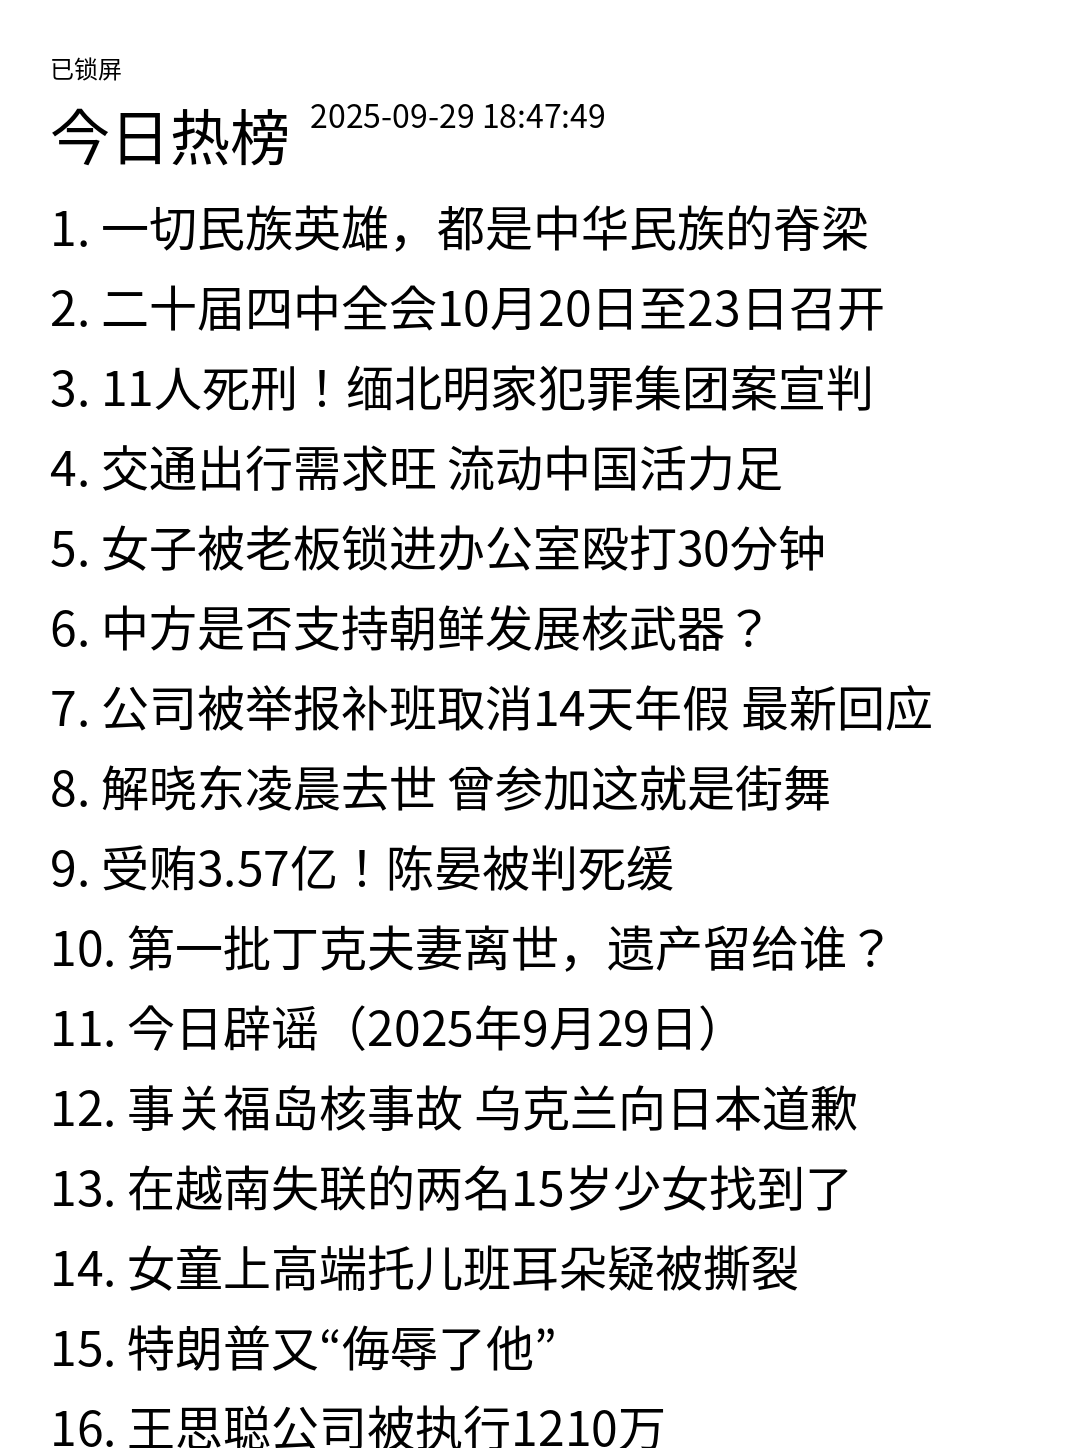 已锁屏
今日热榜 2025-09-29 18:47:49
1. 一切民族英雄，都是中华民族的脊梁
2. 二十届四中全会10月20日至23日召开
3. 11人死刑！缅北明家犯罪集团案宣判
4. 交通出行需求旺 流动中国活力足
5. 女子被老板锁进办公室殴打30分钟
6. 中方是否支持朝鲜发展核武器？
7. 公司被举报补班取消14天年假 最新回应
8. 解晓东凌晨去世 曾参加这就是街舞
9. 受贿3.57亿！陈晏被判死缓
10. 第一批丁克夫妻离世，遗产留给谁？
11. 今日辟谣（2025年9月29日）
12. 事关福岛核事故 乌克兰向日本道歉
13. 在越南失联的两名15岁少女找到了
14. 女童上高端托儿班耳朵疑被撕裂
15. 特朗普又“侮辱了他”
16. 王思聪公司被执行1210万